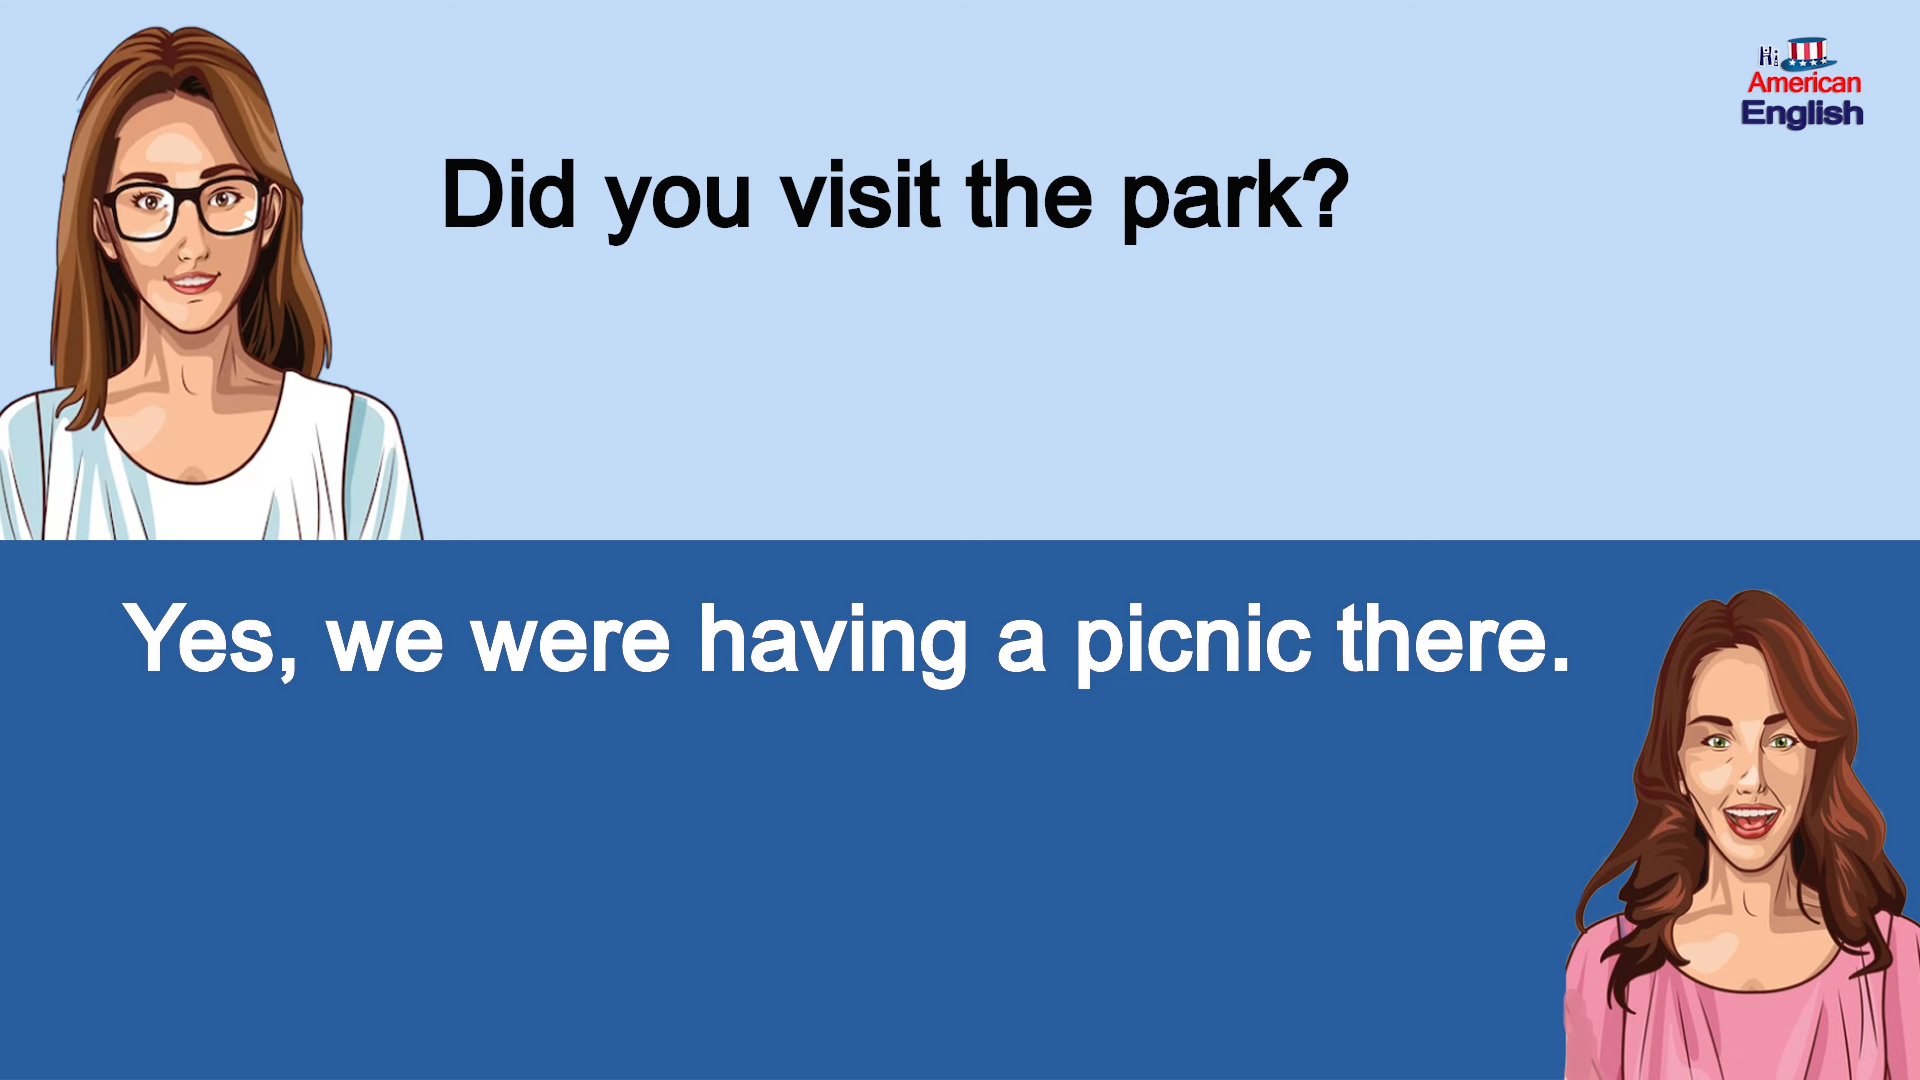 Hi
American
English
Did you visit the park?
Yes, we were having a picnic there.